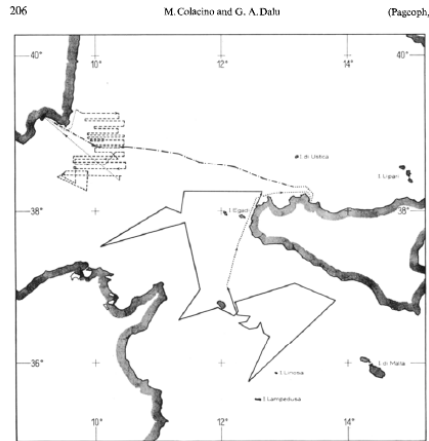 206 M. Colacino and G. A. Dalu (Pageoph,
40° 10° 12° 14° 40°
I. di Ustica
I. Lipari
38° I. Egadi 38°
36° I. di Malta 36°
I. Linosa
I. Lampedusa
10° 12° 14°